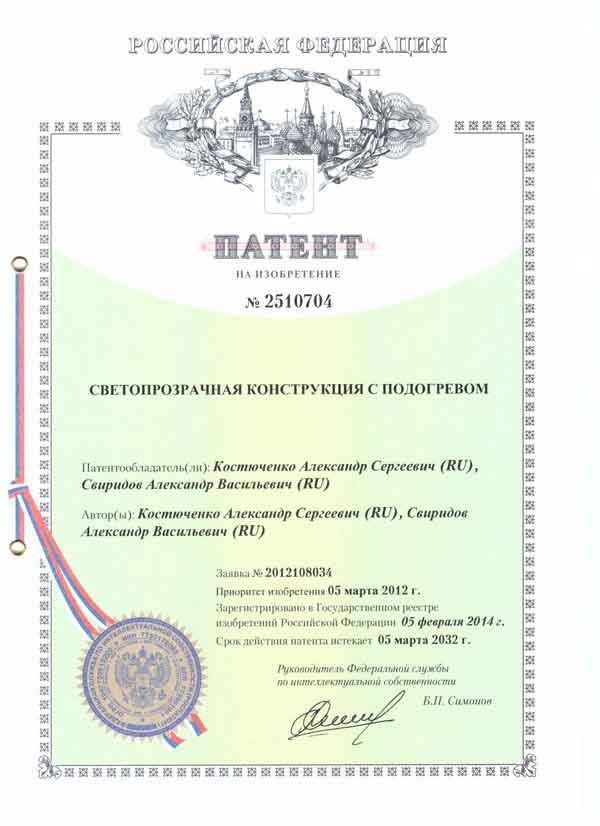 РОССИЙСКАЯ ФЕДЕРАЦИЯ
ПАТЕНТ
НА ИЗОБРЕТЕНИЕ
№ 2510704
СВЕТОПРОЗРАЧНАЯ КОНСТРУКЦИЯ С ПОДОГРЕВОМ
Патентообладатель(ли): Костюченко Александр Сергеевич (RU),
Свиридов Александр Васильевич (RU)
Автор(ы): Костюченко Александр Сергеевич (RU), Свиридов
Александр Васильевич (RU)
Заявка № 2012108034
Приоритет изобретения 05 марта 2012 г.
Зарегистрировано в Государственном реестре
изобретений Российской Федерации 05 февраля 2014 г.
Срок действия патента истекает 05 марта 2032 г.
Руководитель Федеральной службы
по интеллектуальной собственности
Б.П. Симонов